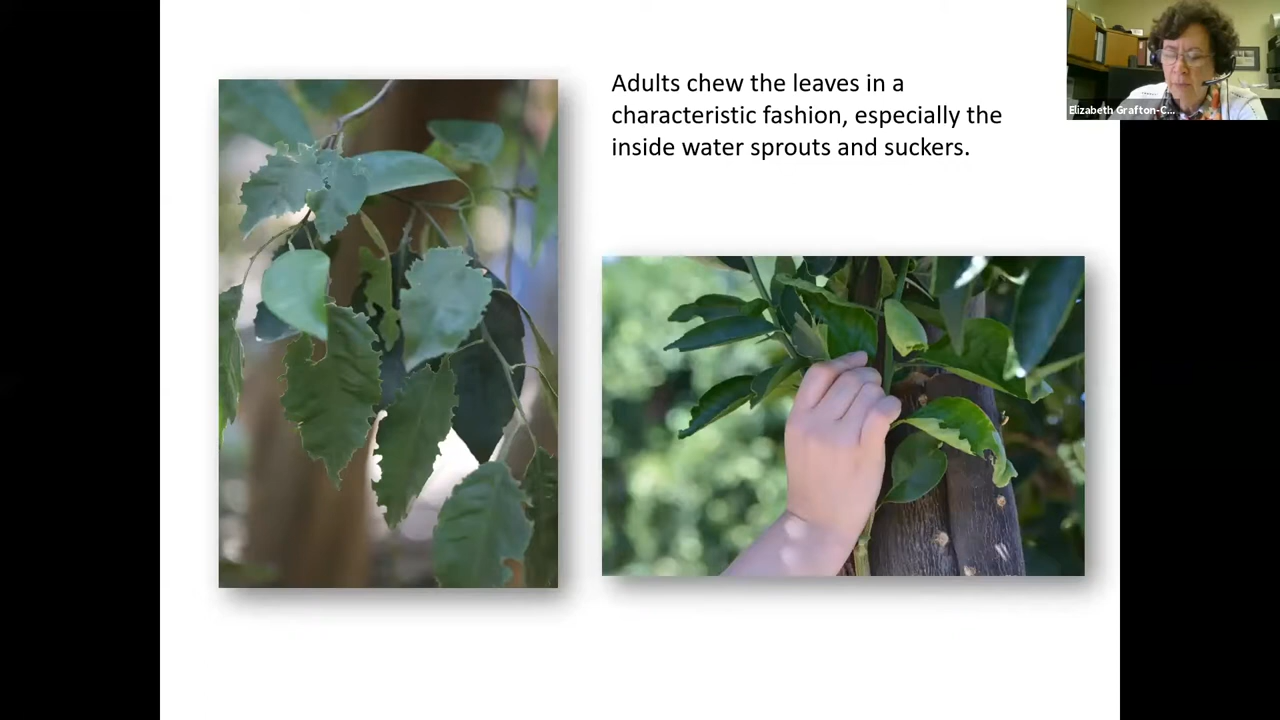 Adults chew the leaves in a
characteristic fashion, especially the
inside water sprouts and suckers.
Elizabeth Grafton-C...